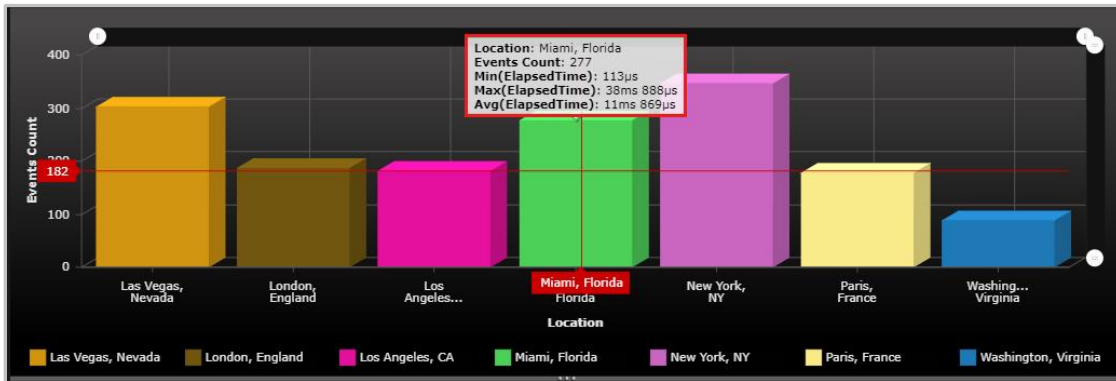 Location: Miami, Florida
Events Count: 277
Min(ElapsedTime): 113µs
Max(ElapsedTime): 38ms 888µs
Avg(ElapsedTime): 11ms 869µs
Events Count
400
300
200
182
100
0
Las Vegas,
Nevada
London,
England
Los
Angeles...
Miami, Florida
Florida
New York,
NY
Paris,
France
Washing...
Virginia
Location
Las Vegas, Nevada
London, England
Los Angeles, CA
Miami, Florida
New York, NY
Paris, France
Washington, Virginia